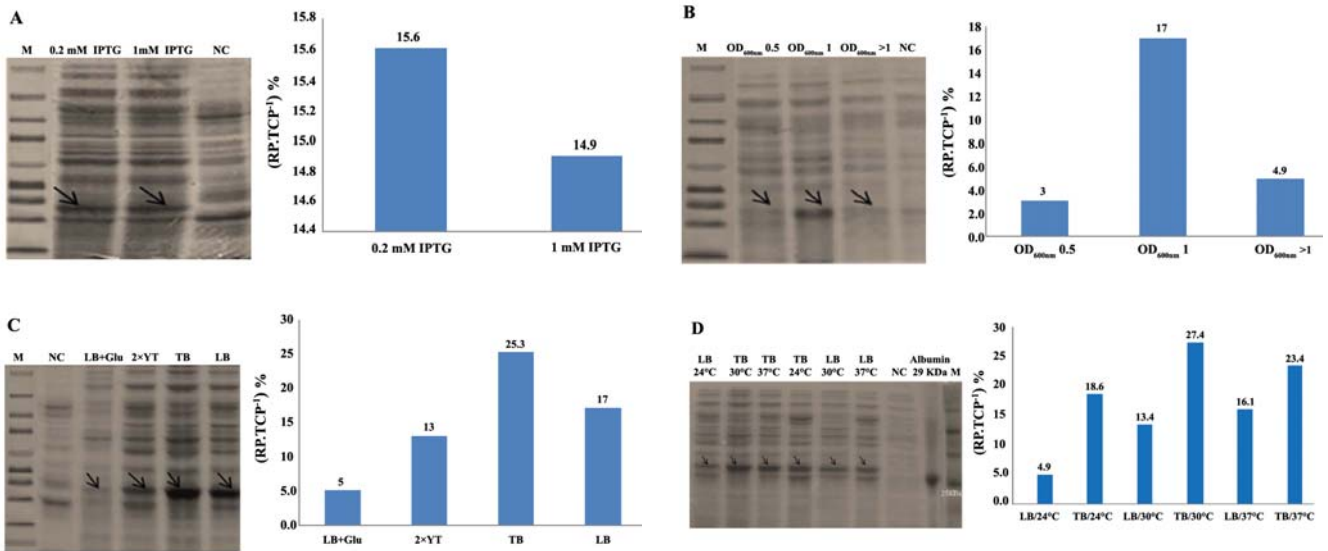 A
M 0.2 mM IPTG 1mM IPTG NC
(RP.TCP⁻¹) %
15.8
15.6
15.4
15.2
15.0
14.8
14.6
14.4
15.6
14.9
0.2 mM IPTG 1 mM IPTG
B
M OD600nm 0.5 OD600nm 1 OD600nm >1 NC
(RP.TCP⁻¹) %
18
16
14
12
10
8.0
6.0
4.0
2.0
0.0
3
17
4.9
OD600nm 0.5 OD600nm 1 OD600nm >1
C
M NC LB+Glu 2×YT TB LB
(RP.TCP⁻¹) %
30
25
20
15
10
5.0
0.0
5
13
25.3
17
LB+Glu 2×YT TB LB
D
LB TB TB TB LB LB Albumin
24°C 30°C 37°C 24°C 30°C 37°C NC 29 KDa M
25KDa
(RP.TCP⁻¹) %
30
25
20
15
10
5.0
0.0
4.9
18.6
13.4
27.4
16.1
23.4
LB/24°C TB/24°C LB/30°C TB/30°C LB/37°C TB/37°C